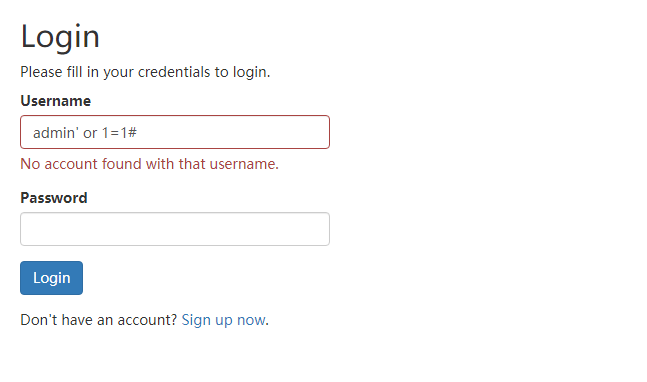 Login
Please fill in your credentials to login.
Username
admin' or 1=1#
No account found with that username.
Password
Login
Don't have an account? Sign up now.